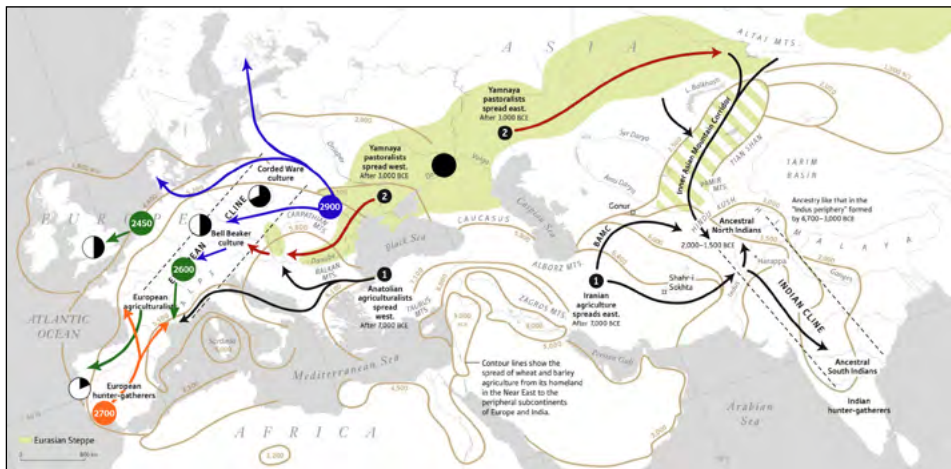 A S I A
ALTAI MTS.
L. Balkhash
Yamnaya
pastoralists
spread east.
After 3,000 BCE
2
Inner Asian Mountain Corridor
TIAN SHAN
Syr Darya
TARIM
BASIN
Yamnaya
pastoralists
spread west.
After 3,000 BCE
Volga
Dnieper
Corded Ware
culture
2900
2
CLINE
CARPATHIAN
MTS.
EUROPE
2450
Bell Beaker
culture
2600
Danube
BALKAN
MTS.
Black Sea
CAUCASUS
Caspian
Sea
Amu Darya
PAMIR
MTS.
Gonur
BAMC
HINDU KUSH
Ancestral
North Indians
2,000–1,500 BCE
Ancestry like that in the
"Indus periphery" formed
by 4,700–3,000 BCE
HIMALAYA
Harappa
Ganges
Indus
INDIAN CLINE
European
agriculturalists
1
Anatolian
agriculturalists
spread
west.
After 7,000 BCE
TAURUS
MTS.
ALBORZ MTS.
1
Iranian
agriculture
spreads east.
After 7,000 BCE
Shahr-i
Sokhta
ZAGROS MTS.
Persian Gulf
ATLANTIC
OCEAN
Mediterranean Sea
European
hunter-gatherers
2700
Contour lines show the
spread of wheat and barley
agriculture from its homeland
in the Near East to the
peripheral subcontinents
of Europe and India.
Ancestral
South Indians
Indian
hunter-gatherers
Arabian
Sea
AFRICA
Eurasian Steppe